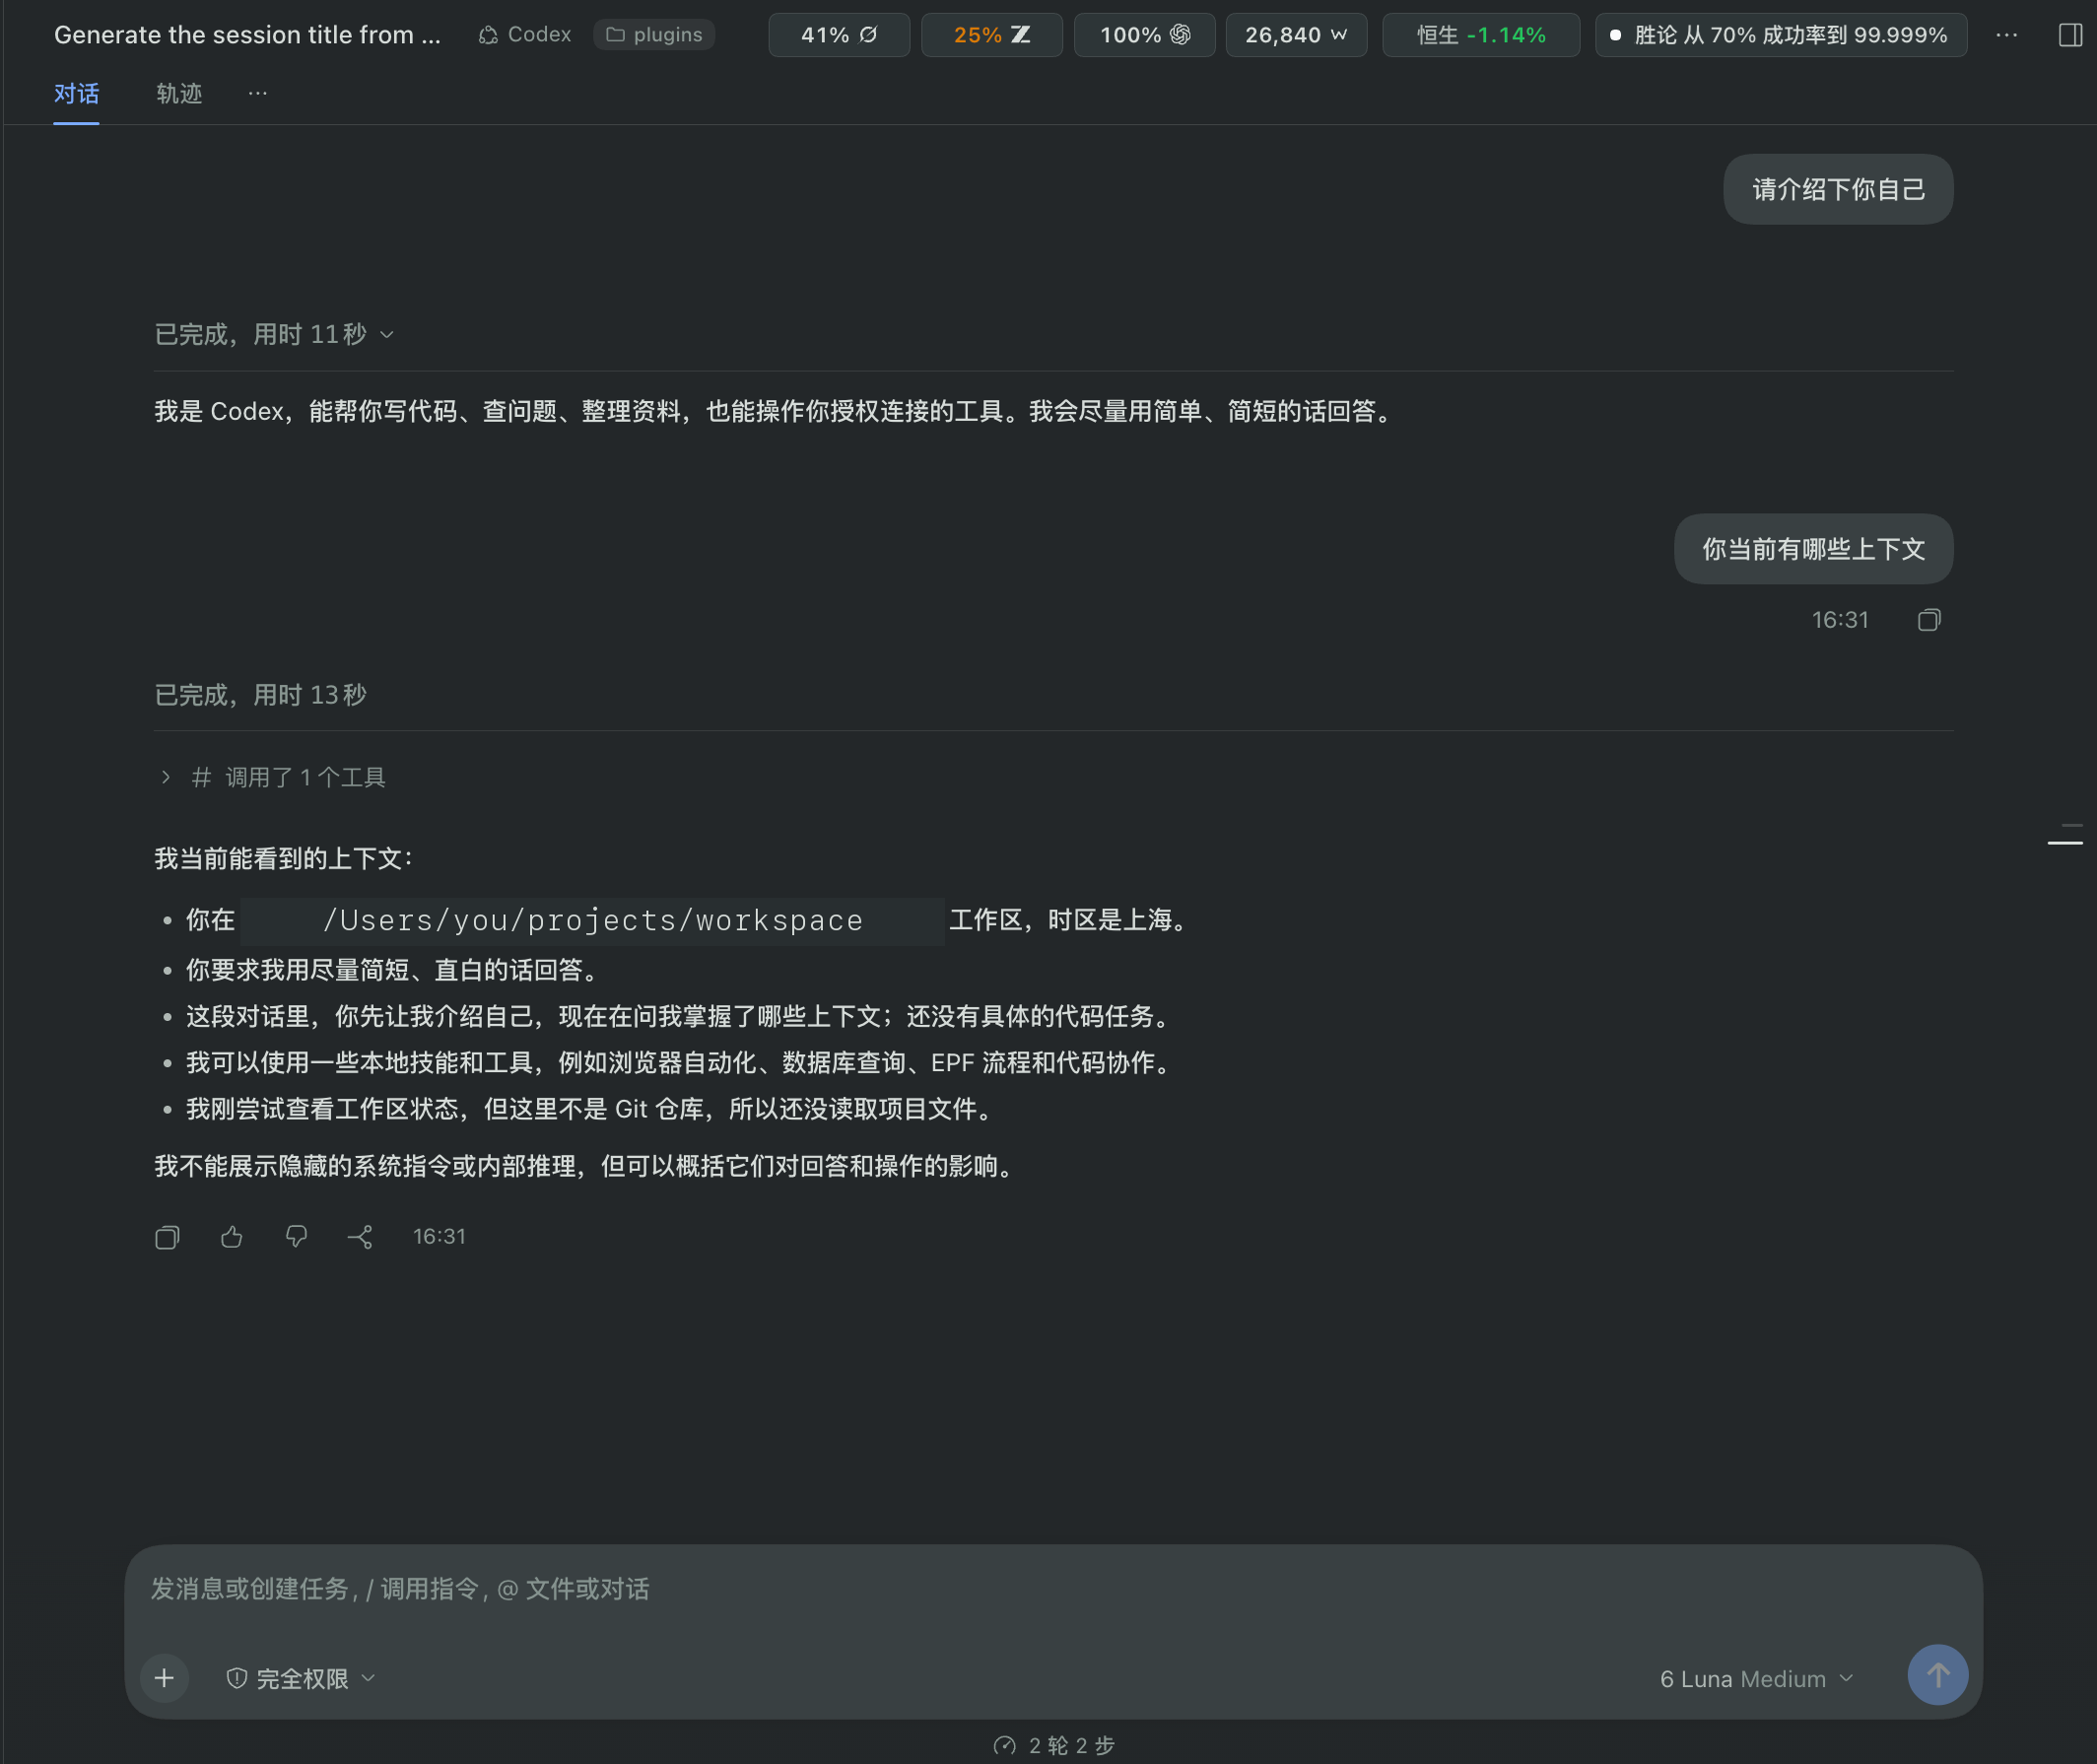 Generate the session title from ... Codex plugins 41% 25% 100% 26,840 恒生 -1.14% 胜论 从 70% 成功率到 99.999%
对话 轨迹
请介绍下你自己
已完成，用时 11秒
我是 Codex，能帮你写代码、查问题、整理资料，也能操作你授权连接的工具。我会尽量用简单、简短的话回答。
你当前有哪些上下文
16:31
已完成，用时 13秒
# 调用了 1 个工具
我当前能看到的上下文：
• 你在 /Users/you/projects/workspace 工作区，时区是上海。
• 你要求我用尽量简短、直白的话回答。
• 这段对话里，你先让我介绍自己，现在在问我掌握了哪些上下文；还没有具体的代码任务。
• 我可以使用一些本地技能和工具，例如浏览器自动化、数据库查询、EPF 流程和代码协作。
• 我刚尝试查看工作区状态，但这里不是 Git 仓库，所以还没读取项目文件。
我不能展示隐藏的系统指令或内部推理，但可以概括它们对回答和操作的影响。
16:31
发消息或创建任务, / 调用指令, @ 文件或对话
完全权限 6 Luna Medium
2 轮 2 步